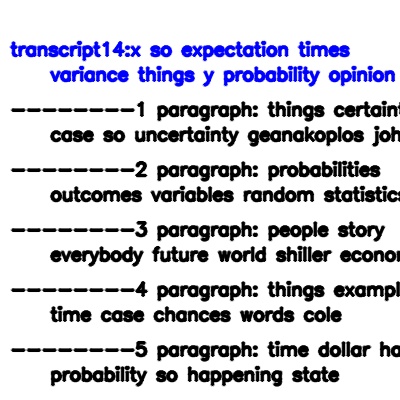 transcript14:x so expectation times
variance things y probability opinion
--------1 paragraph: things certaint
case so uncertainty geanakoplos joh
--------2 paragraph: probabilities
outcomes variables random statistics
--------3 paragraph: people story
everybody future world shiller econo
--------4 paragraph: things exampl
time case chances words cole
--------5 paragraph: time dollar ha
probability so happening state